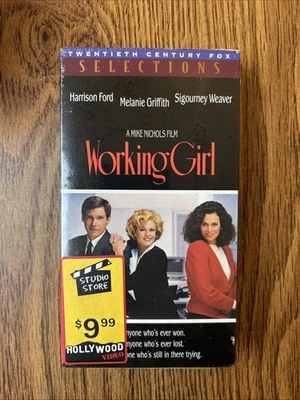 TWENTIETH CENTURY FOX
SELECTIONS
Harrison Ford Melanie Griffith Sigourney Weaver
A MIKE NICHOLS FILM
Working Girl
STUDIO
STORE
$9.99
HOLLYWOOD
VIDEO
nyone who's ever won.
nyone who's ever lost.
one who's still in there trying.